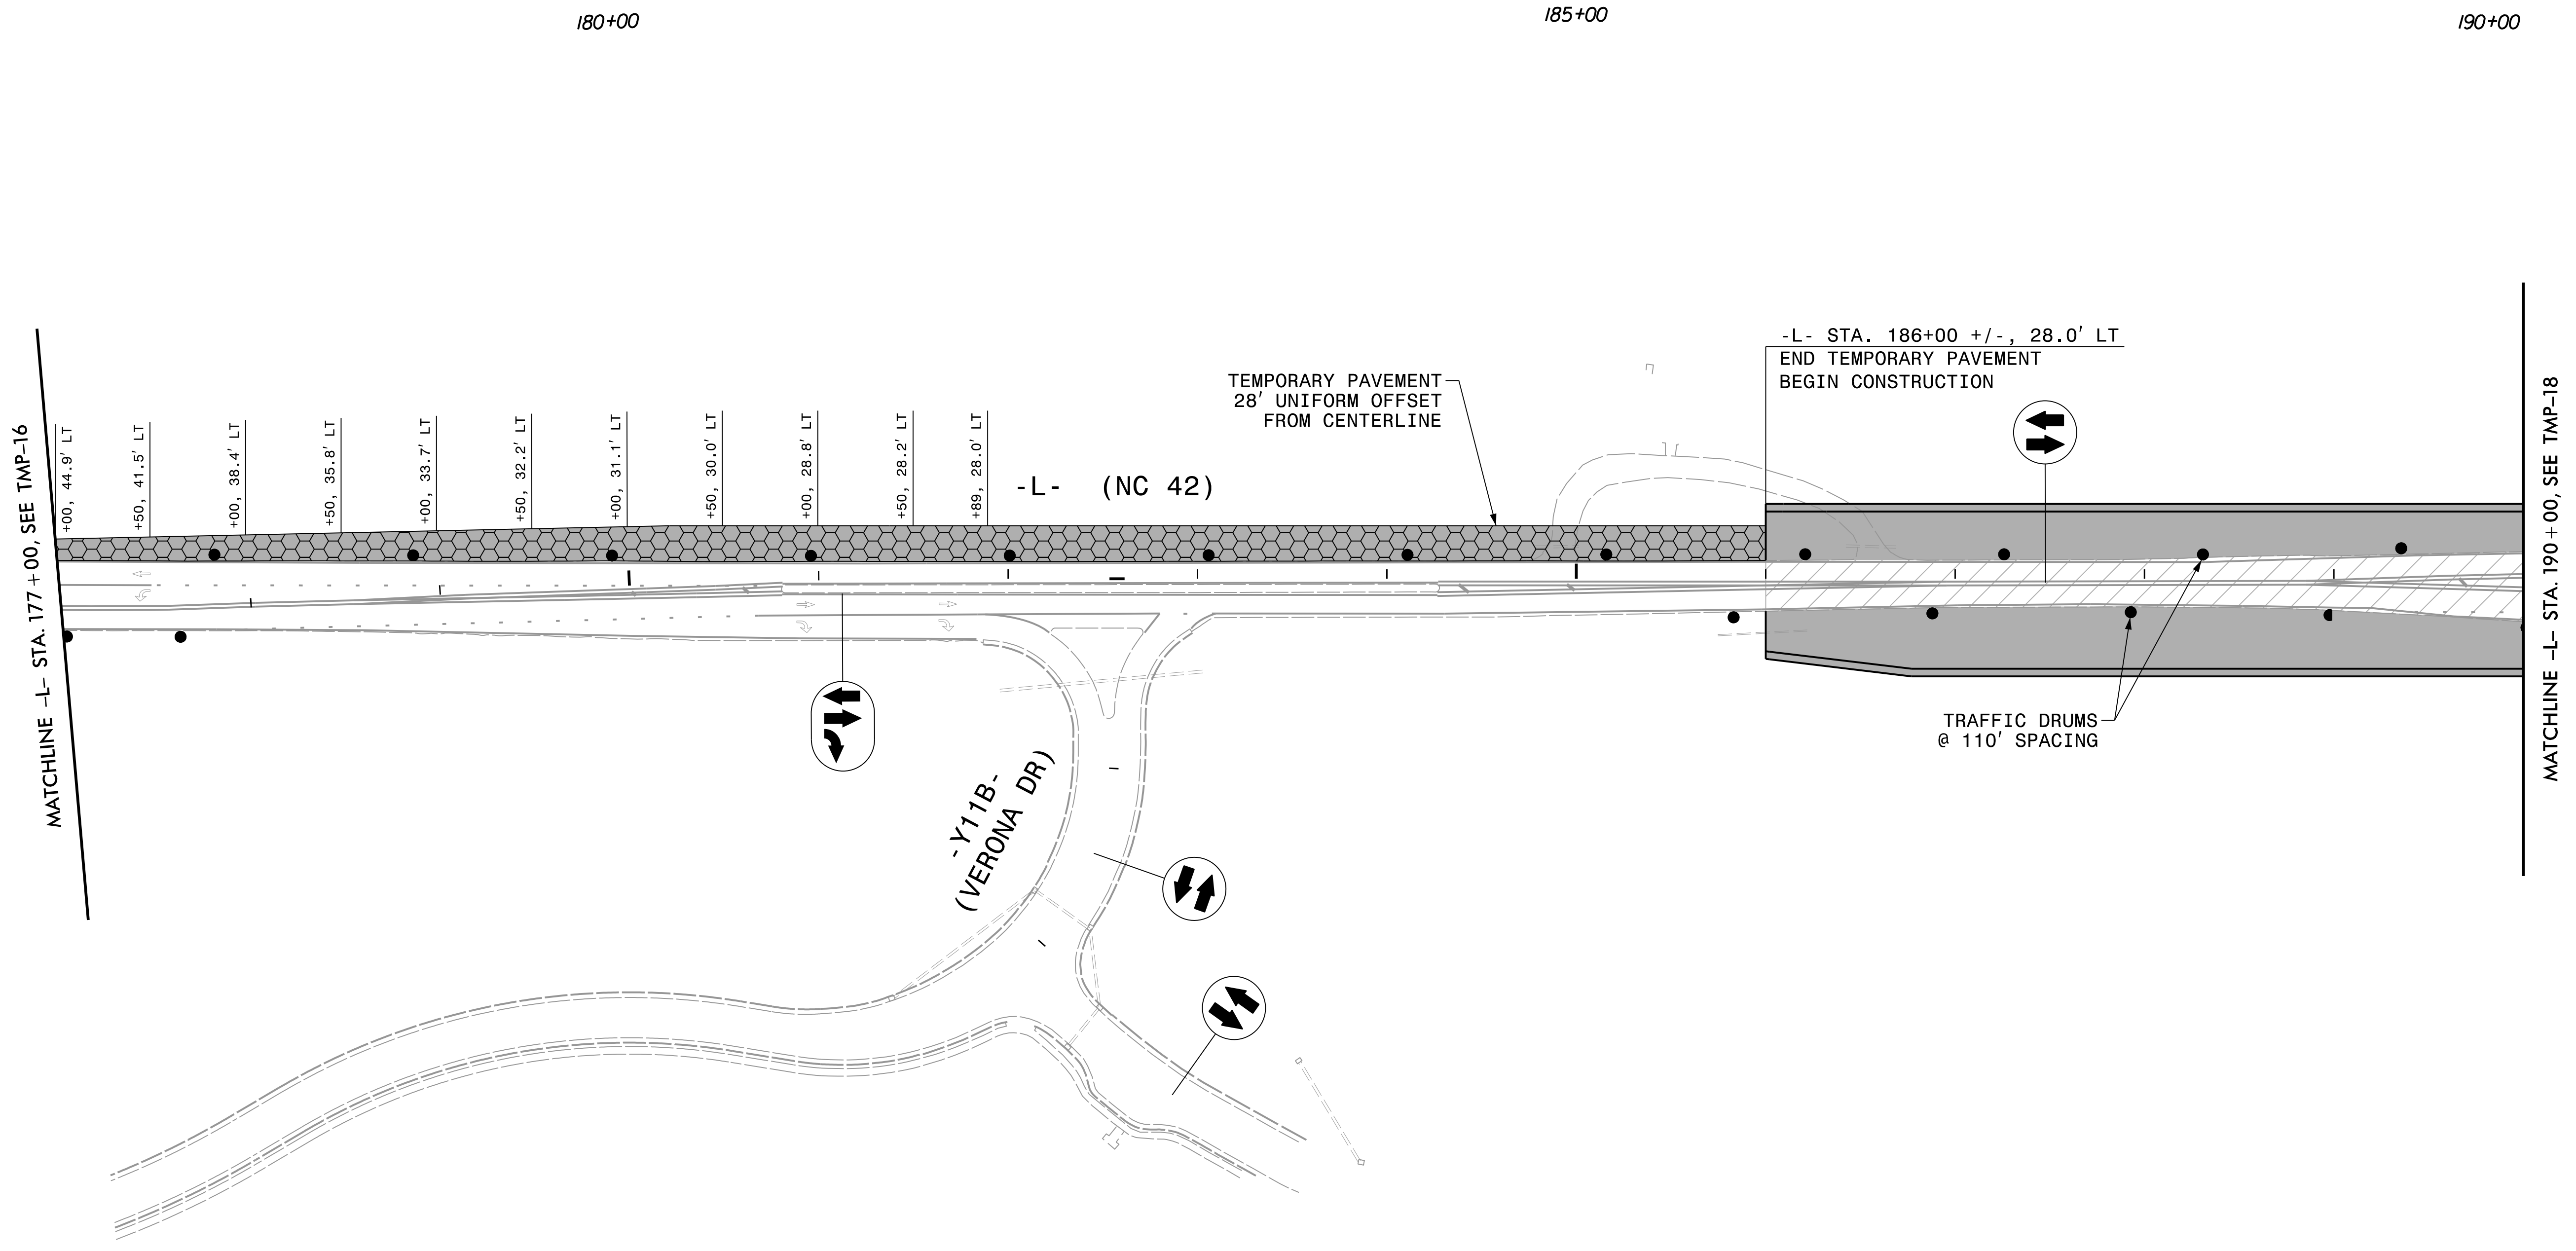 180+00
185+00
190+00
-L- STA. 186+00 +/-, 28.0' LT
END TEMPORARY PAVEMENT
BEGIN CONSTRUCTION
TEMPORARY PAVEMENT
28' UNIFORM OFFSET
FROM CENTERLINE
MATCHLINE -L- STA. 177+00, SEE TMP-16
+00, 44.9' LT
+50, 41.5' LT
+00, 38.4' LT
+50, 35.8' LT
+00, 33.7' LT
+50, 32.2' LT
+00, 31.1' LT
+50, 30.0' LT
+00, 28.8' LT
+50, 28.2' LT
+89, 28.0' LT
-L- (NC 42)
MATCHLINE -L- STA. 190+00, SEE TMP-18
TRAFFIC DRUMS
@ 110' SPACING
-Y11B-
(VERONA DR)